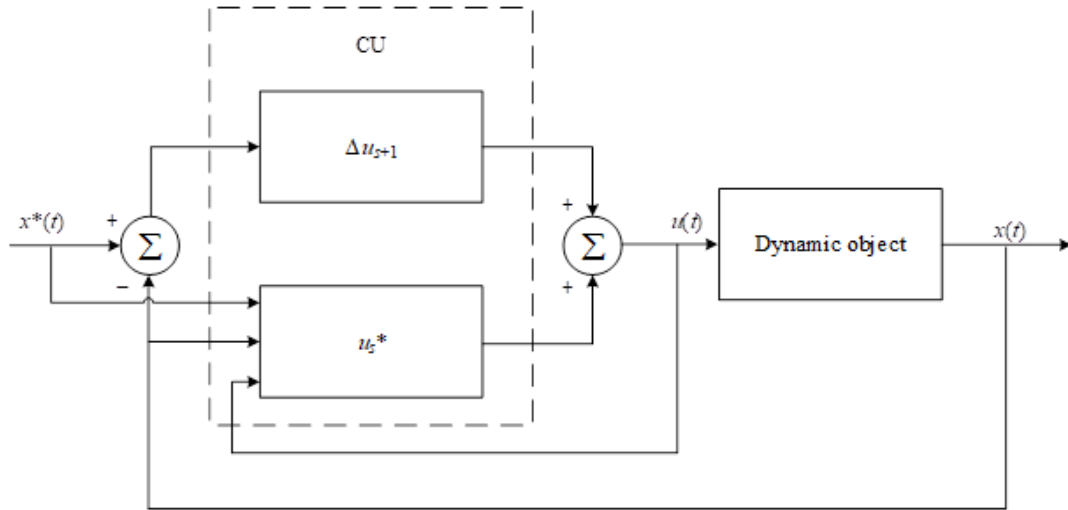 CU
Δu_{s+1}
x*(t)
+
Σ
−
+
Σ
+
u(t)
Dynamic object
x(t)
u_s*